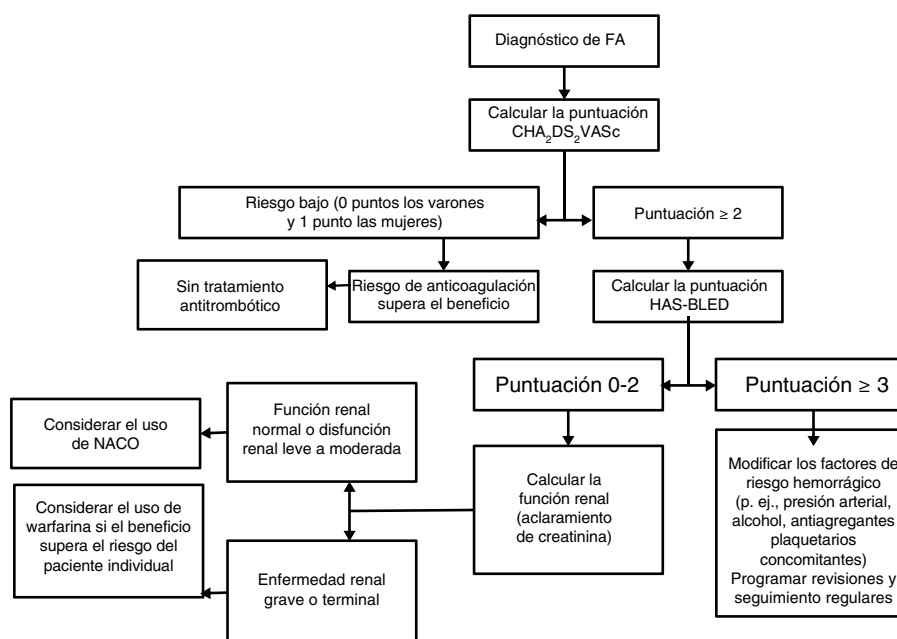 Diagnóstico de FA
Calcular la puntuación
CHA₂DS₂VASc
Riesgo bajo (0 puntos los varones
y 1 punto las mujeres)
Puntuación ≥ 2
Sin tratamiento
antitrombótico
Riesgo de anticoagulación
supera el beneficio
Calcular la puntuación
HAS-BLED
Puntuación 0-2
Puntuación ≥ 3
Considerar el uso
de NACO
Función renal
normal o disfunción
renal leve a moderada
Calcular la
función renal
(aclaramiento
de creatinina)
Modificar los factores de
riesgo hemorrágico
(p. ej., presión arterial,
alcohol, antiagregantes
plaquetarios
concomitantes)
Programar revisiones y
seguimiento regulares
Considerar el uso de
warfarina si el beneficio
supera el riesgo del
paciente individual
Enfermedad renal
grave o terminal